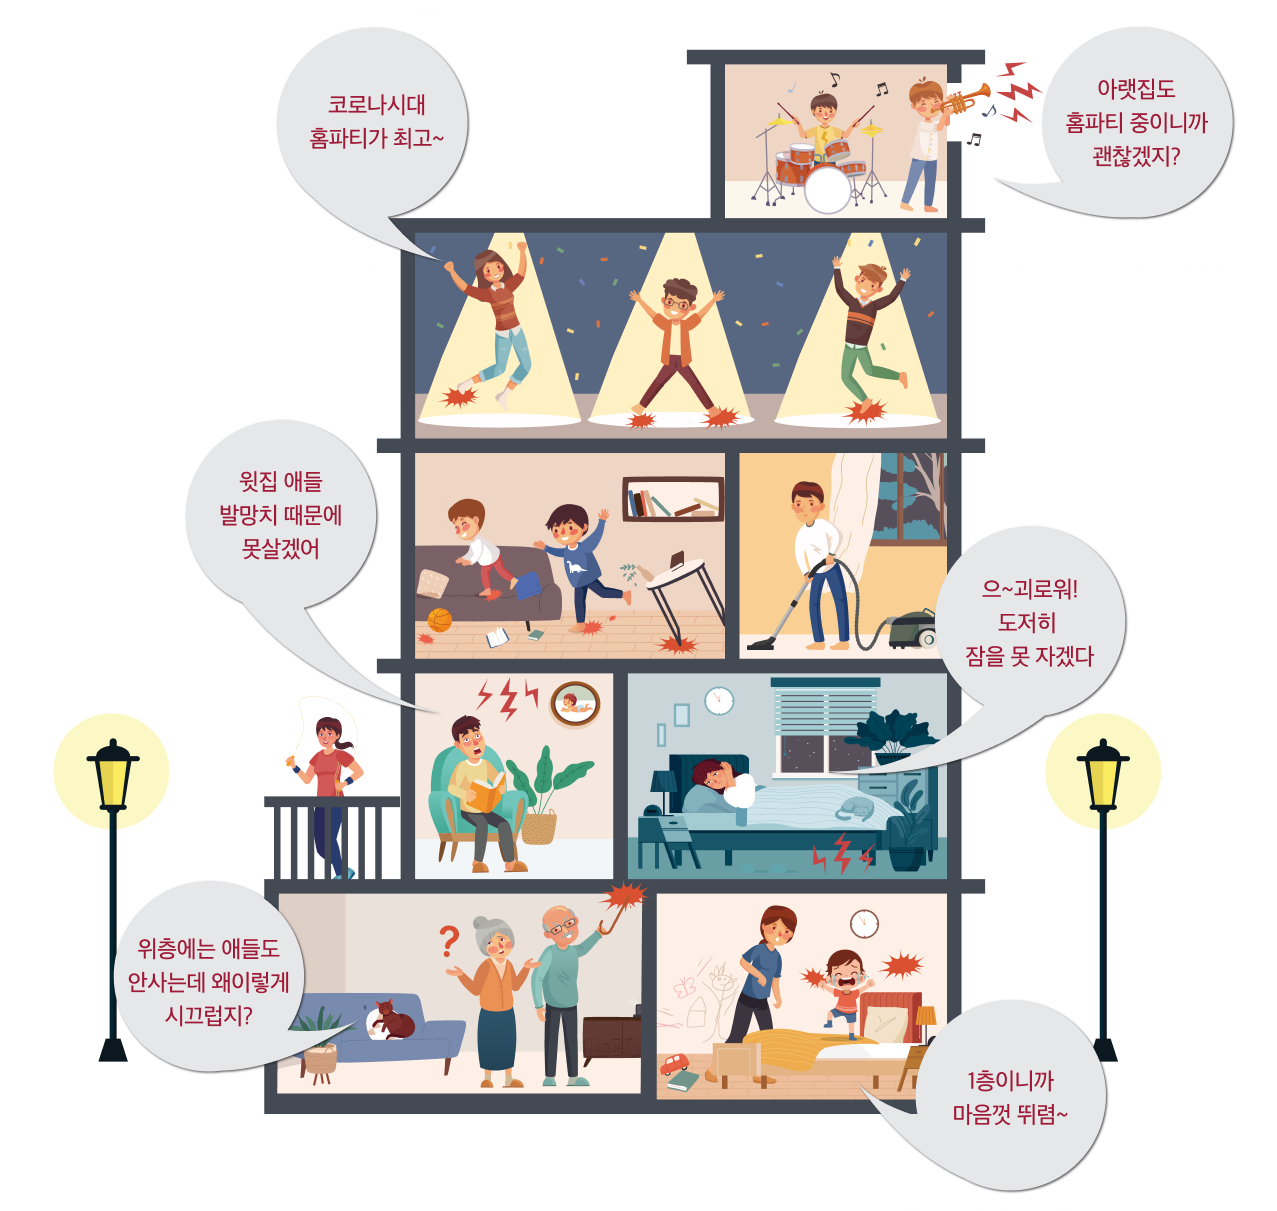 코로나시대
홈파티가 최고~
아랫집도
홈파티 중이니까
괜찮겠지?
윗집 애들
발망치 때문에
못살겠어
으~괴로워!
도저히
잠을 못 자겠다
위층에는 애들도
안사는데 왜이렇게
시끄럽지?
1층이니까
마음껏 뛰렴~
?